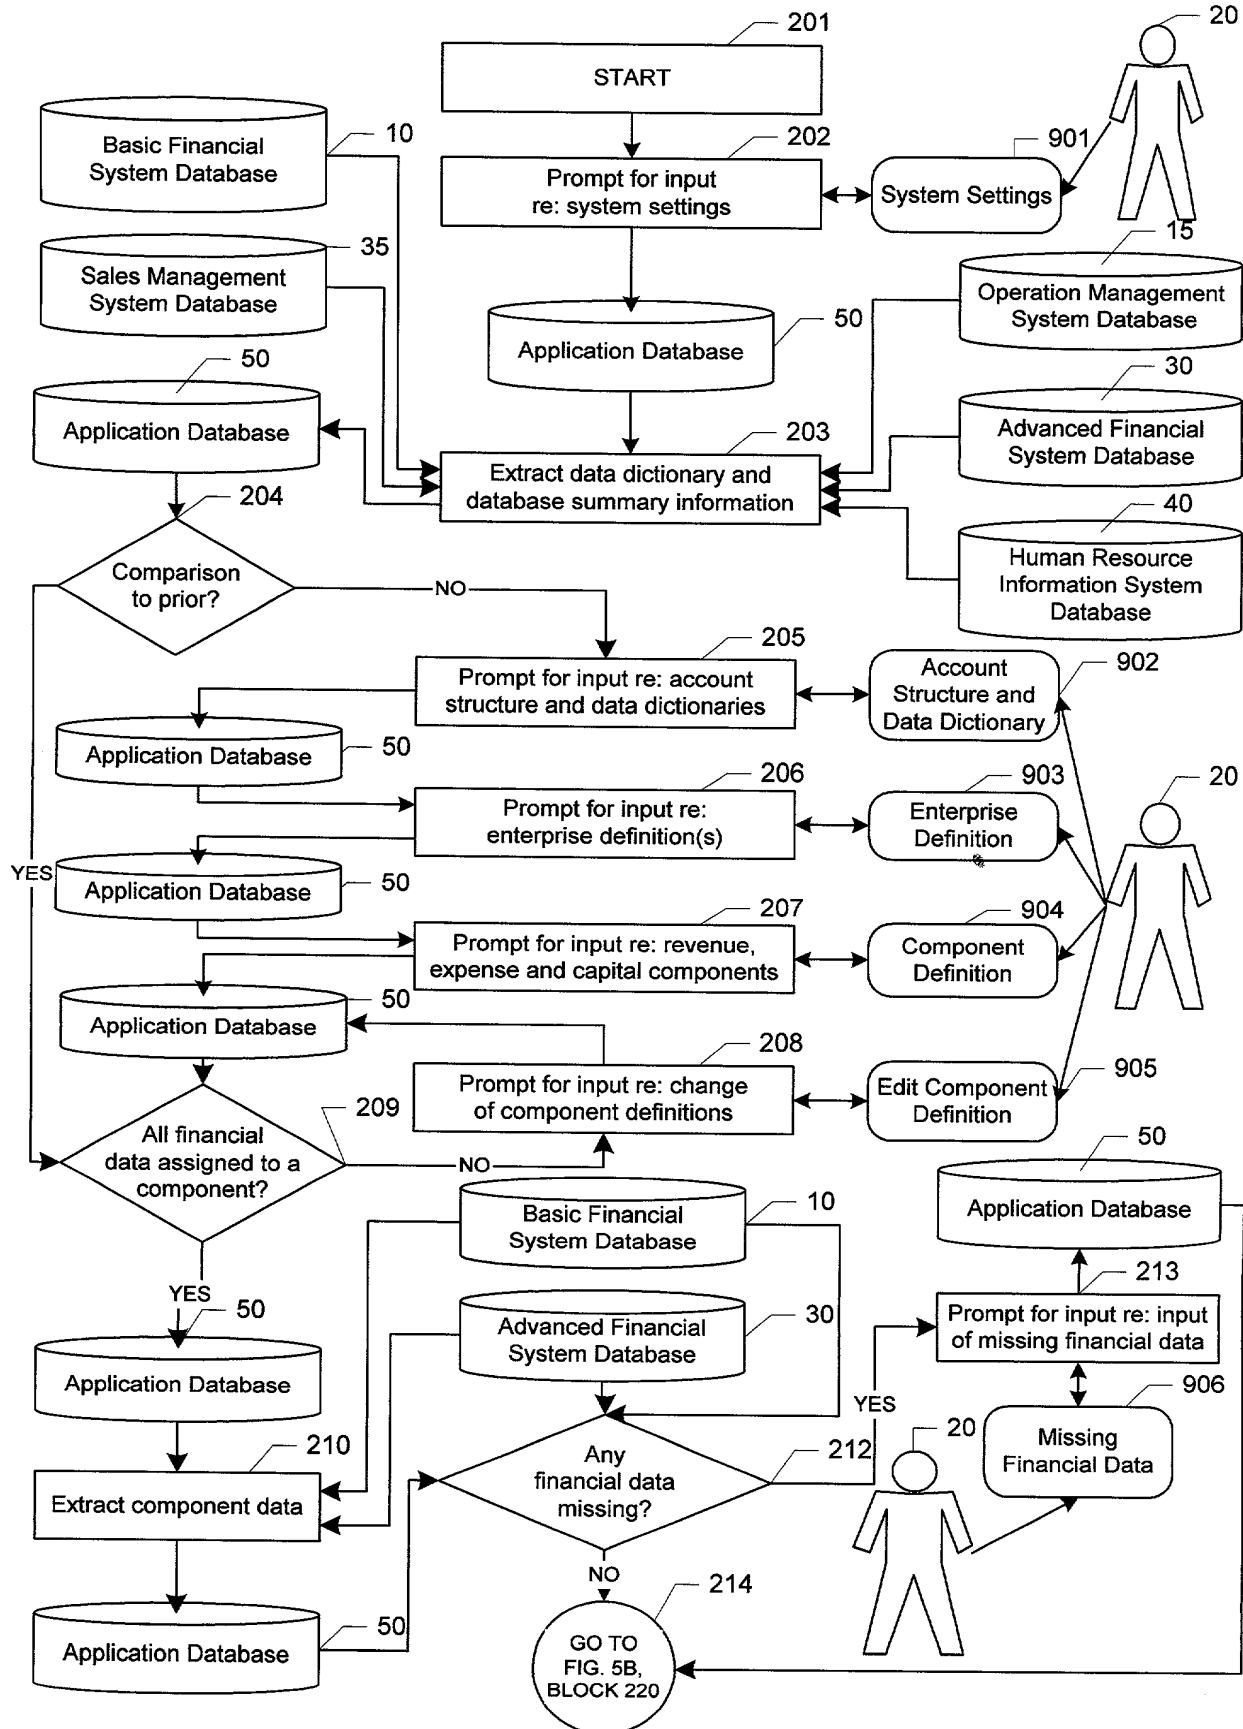 201
START
20
Basic Financial
System Database
10
202
Prompt for input
re: system settings
901
System Settings
35
Sales Management
System Database
15
Operation Management
System Database
50
Application Database
50
Application Database
30
Advanced Financial
System Database
203
Extract data dictionary and
database summary information
204
Comparison
to prior?
NO
40
Human Resource
Information System
Database
205
Prompt for input re: account
structure and data dictionaries
Account
Structure and
Data Dictionary
902
50
Application Database
206
Prompt for input re:
enterprise definition(s)
903
Enterprise
Definition
20
YES
50
Application Database
207
Prompt for input re: revenue,
expense and capital components
904
Component
Definition
50
Application Database
208
Prompt for input re: change
of component definitions
905
Edit Component
Definition
209
All financial
data assigned to a
component?
NO
50
Application Database
10
Basic Financial
System Database
YES
213
Prompt for input re: input
of missing financial data
50
Application Database
30
Advanced Financial
System Database
YES
906
Missing
Financial Data
20
210
Extract component data
212
Any
financial data
missing?
NO
214
GO TO
FIG. 5B,
BLOCK 220
50
Application Database